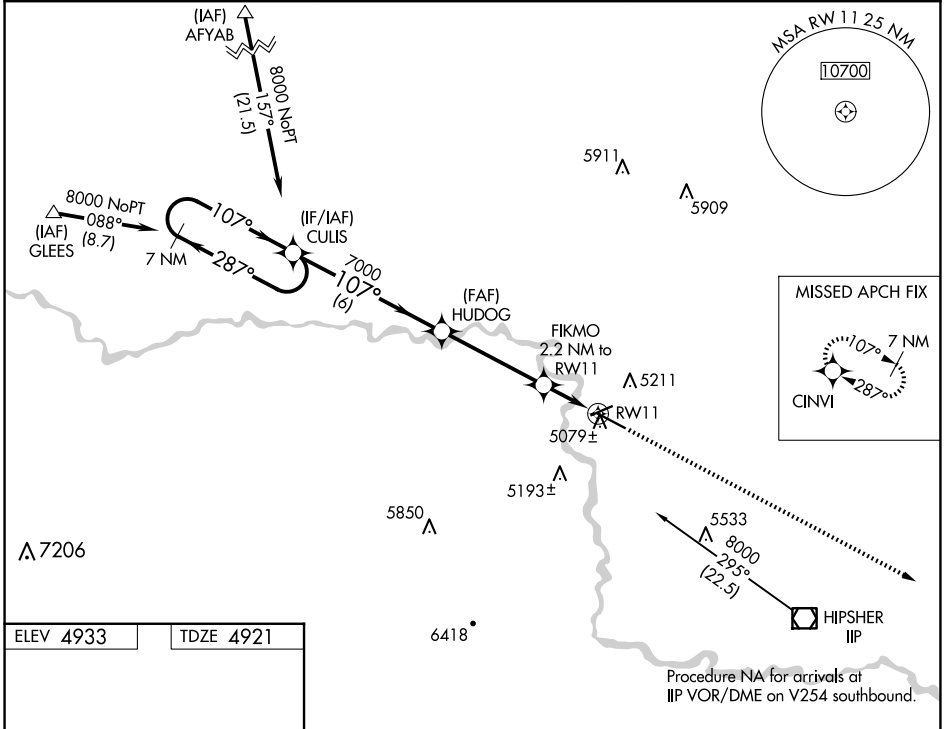 (IAF)
AFYAB
8000 NoPT
157°
(21.5)
MSA RW 11 25 NM
10700
5911
5909
8000 NoPT
088°
(8.7)
(IAF)
GLEES
107°
7 NM
287°
(IF/IAF)
CULIS
7000
107°
(6)
(FAF)
HUDOG
FIKMO
2.2 NM to
RW11
5211
RW11
5079±
5193±
MISSED APCH FIX
107°
7 NM
287°
CINVI
5850
5533
8000
295°
(22.5)
7206
HIPSHER
IIP
6418
ELEV 4933
TDZE 4921
Procedure NA for arrivals at
IIP VOR/DME on V254 southbound.